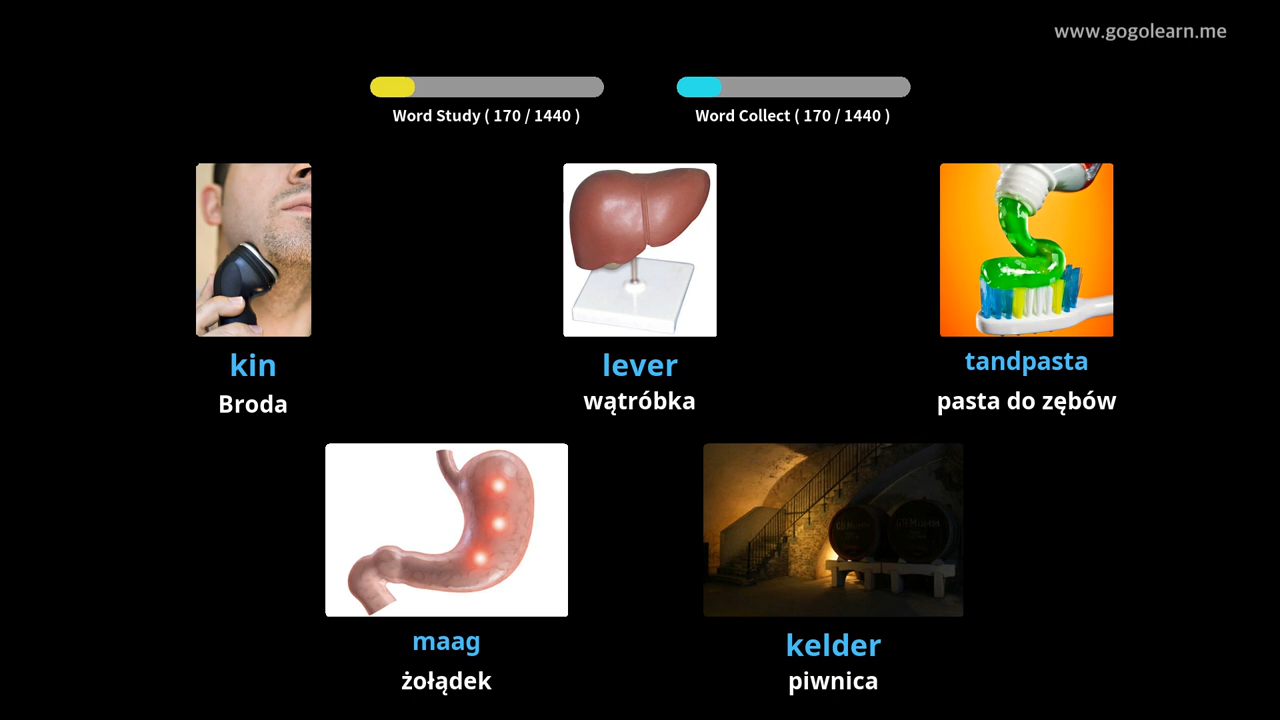 www.gogolearn.me
Word Study ( 170 / 1440 )
Word Collect ( 170 / 1440 )
kin
Broda
lever
wątróbka
tandpasta
pasta do zębów
maag
żołądek
kelder
piwnica